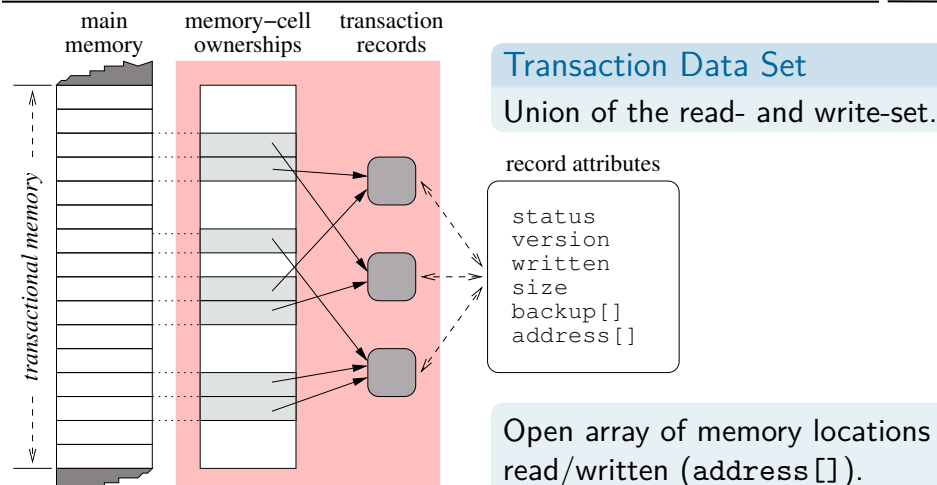 main
memory
memory−cell
ownerships
transaction
records
transactional memory
Transaction Data Set
Union of the read- and write-set.
record attributes
status
version
written
size
backup[]
address[]
Open array of memory locations
read/written (address[]).